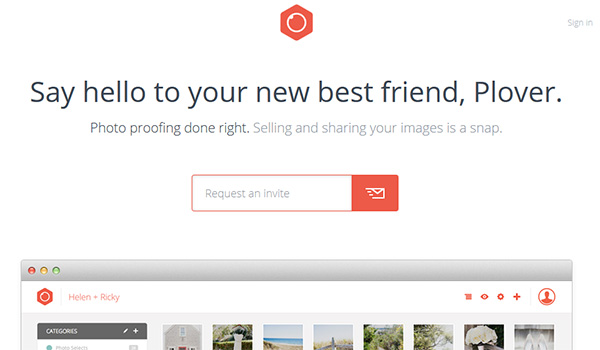 Sign in
Say hello to your new best friend, Plover.
Photo proofing done right. Selling and sharing your images is a snap.
Request an invite
Helen + Ricky
CATEGORIES
Photo Selects